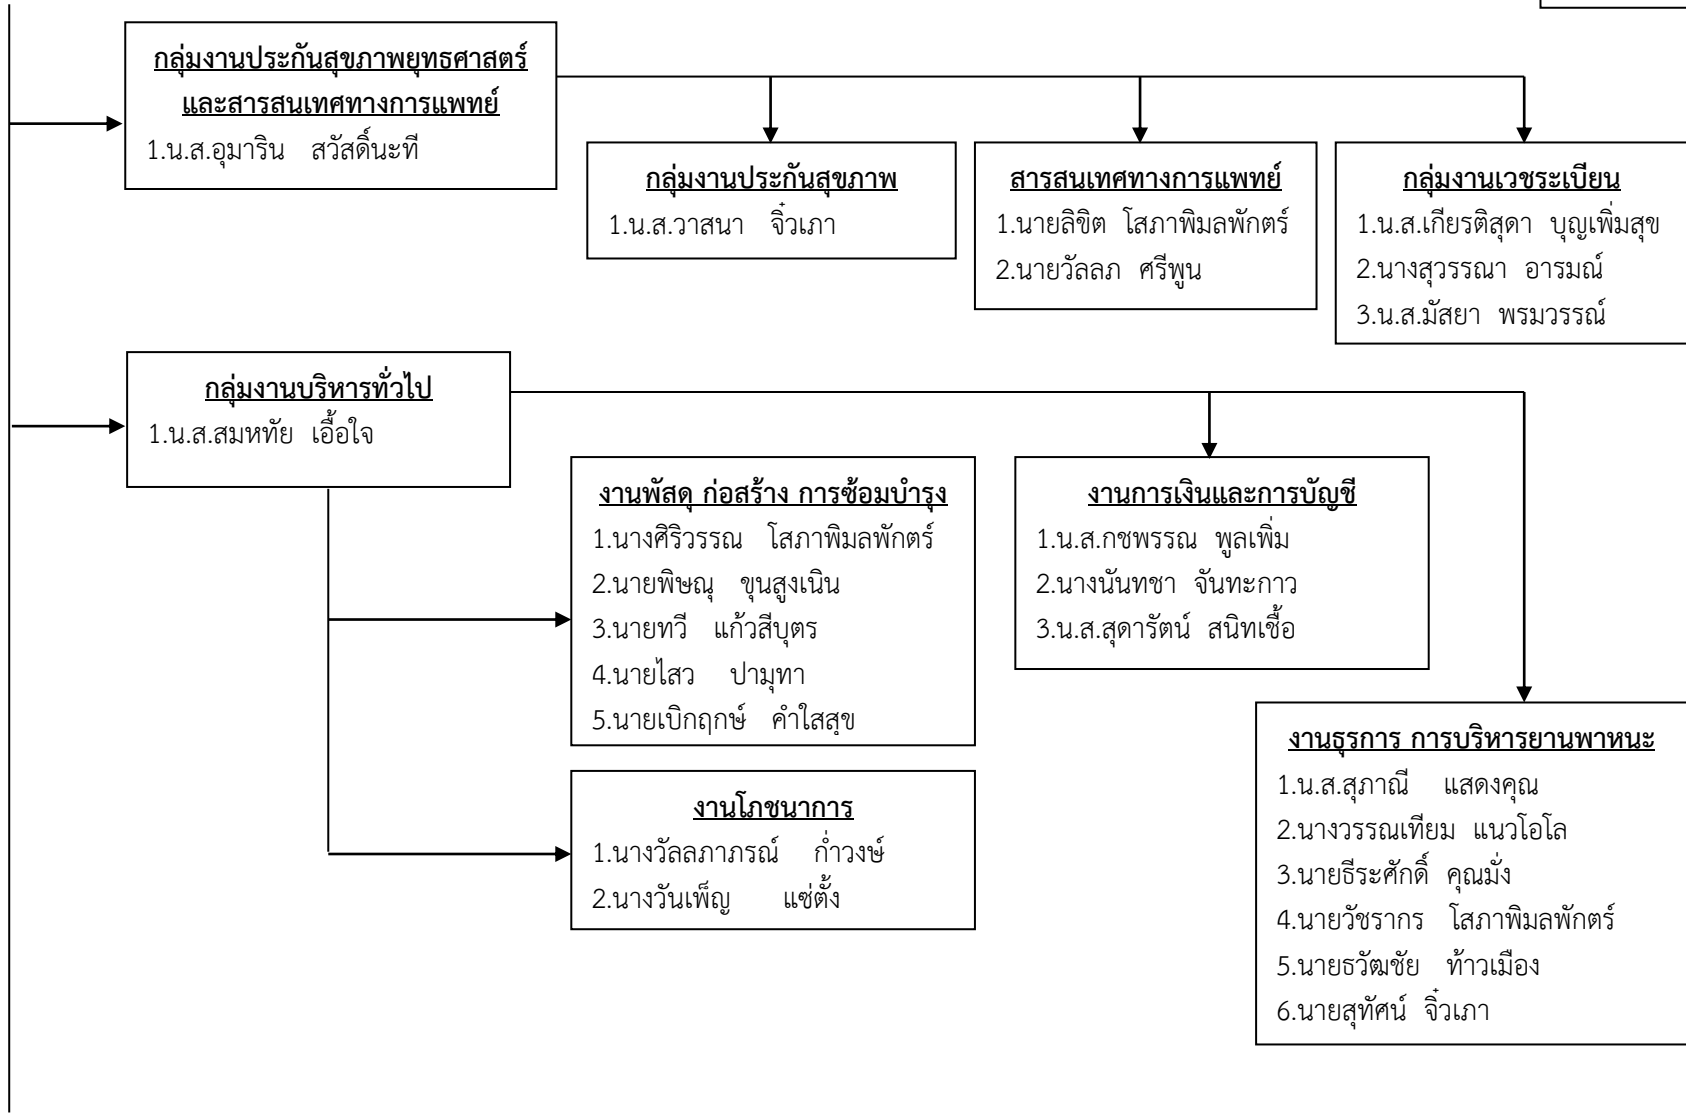 กลุ่มงานประกันสุขภาพยุทธศาสตร์
และสารสนเทศทางการแพทย์
1.น.ส.อุมาริน สวัสดิ์นะที
กลุ่มงานประกันสุขภาพ
1.น.ส.วาสนา จิ๋วเภา
สารสนเทศทางการแพทย์
1.นายลิขิต โสภาพิมลพักตร์
2.นายวัลลภ ศรีพูน
กลุ่มงานเวชระเบียน
1.น.ส.เกียรติสุดา บุญเพิ่มสุข
2.นางสุวรรณา อารมณ์
3.น.ส.มัสยา พรมวรรณ์
กลุ่มงานบริหารทั่วไป
1.น.ส.สมหทัย เอื้อใจ
งานพัสดุ ก่อสร้าง การซ้อมบำรุง
1.นางศิริวรรณ โสภาพิมลพักตร์
2.นายพิษณุ ขุนสูงเนิน
3.นายทวี แก้วสีบุตร
4.นายไสว ปามุทา
5.นายเบิกฤกษ์ คำใสสุข
งานการเงินและการบัญชี
1.น.ส.กชพรรณ พูลเพิ่ม
2.นางนันทชา จันทะกาว
3.น.ส.สุดารัตน์ สนิทเชื้อ
งานโภชนาการ
1.นางวัลลภาภรณ์ ก่ำวงษ์
2.นางวันเพ็ญ แซ่ตั้ง
งานธุรการ การบริหารยานพาหนะ
1.น.ส.สุภาณี แสดงคุณ
2.นางวรรณเทียม แนวโอโล
3.นายธีระศักดิ์ คุณมั่ง
4.นายวัชรากร โสภาพิมลพักตร์
5.นายธวัฒชัย ท้าวเมือง
6.นายสุทัศน์ จิ๋วเภา